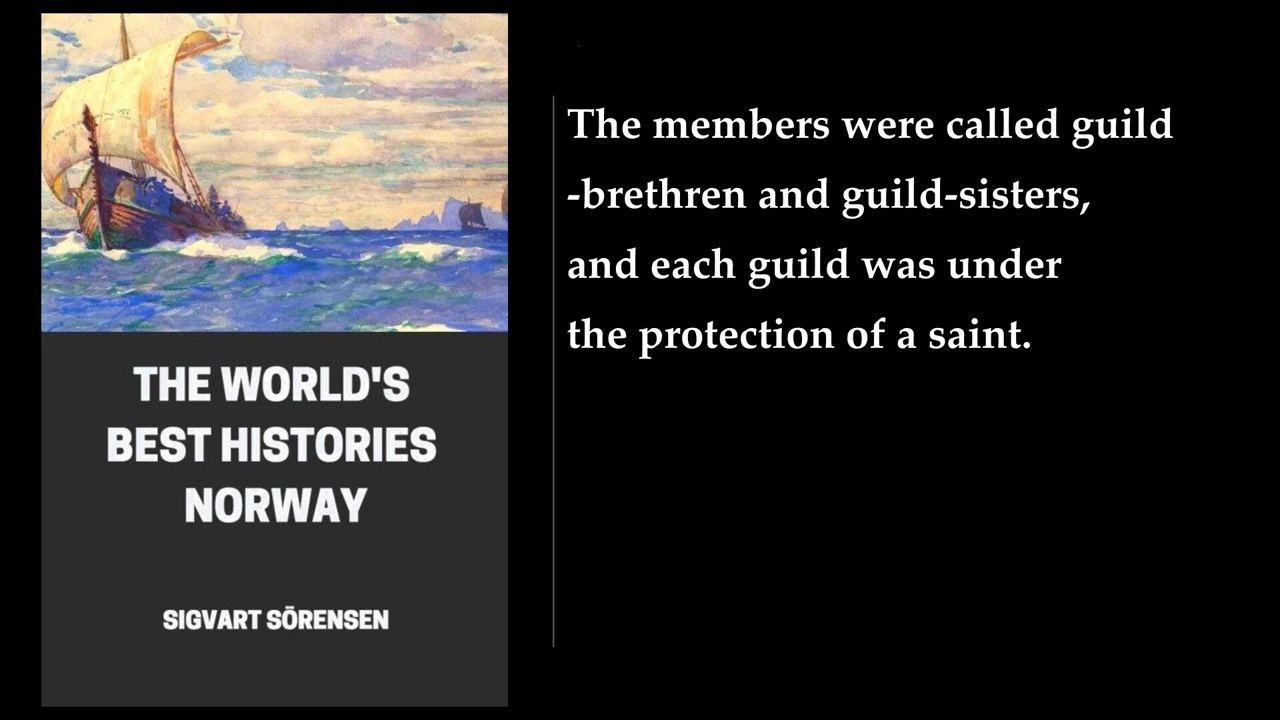 THE WORLD'S
BEST HISTORIES
NORWAY
SIGVART SÖRENSEN
The members were called guild
-brethren and guild-sisters,
and each guild was under
the protection of a saint.